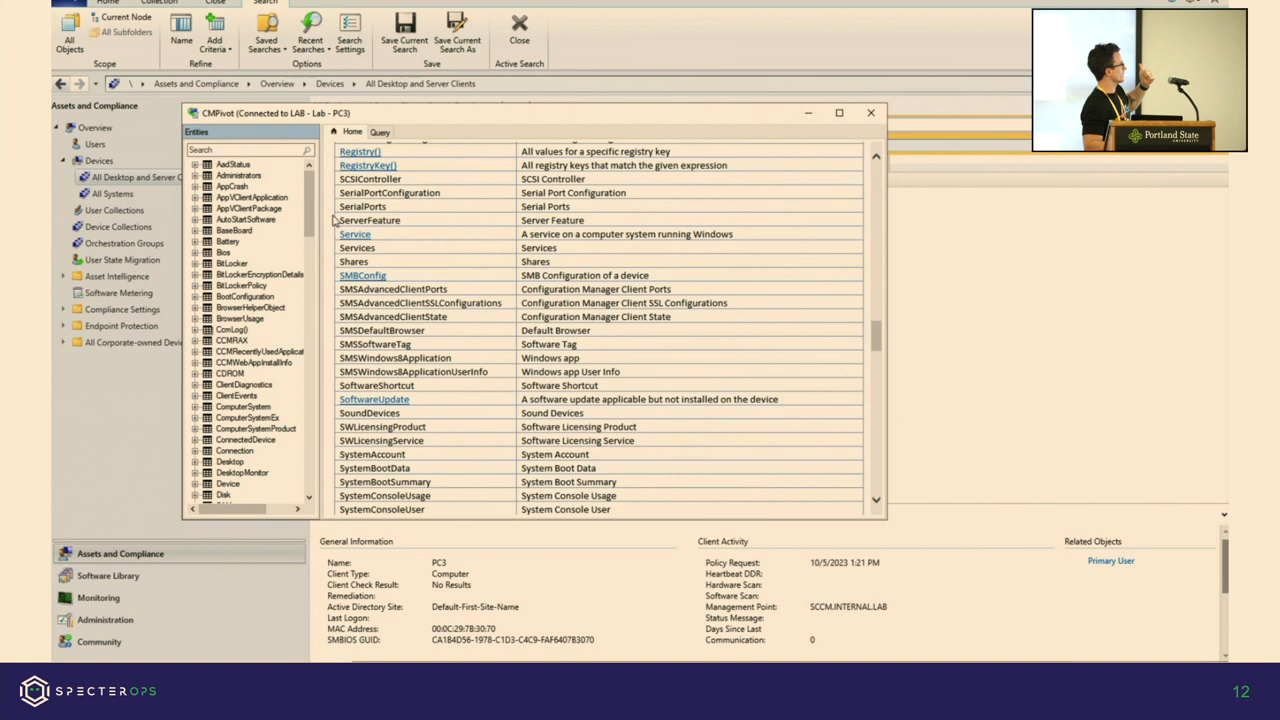 Home Collection Close Search
All Objects
Current Node
All Subfolders
Scope
Name
Add Criteria
Refine
Saved Searches
Recent Searches
Search Settings
Options
Save Current Search
Save Current Search As
Save
Close
Active Search
\ Assets and Compliance Overview Devices All Desktop and Server Clients
Assets and Compliance
Overview
Users
Devices
All Desktop and Server C
All Systems
User Collections
Device Collections
Orchestration Groups
User State Migration
Asset Intelligence
Software Metering
Compliance Settings
Endpoint Protection
All Corporate-owned Devi
Assets and Compliance
Software Library
Monitoring
Administration
Community
CMPivot (Connected to LAB - Lab - PC3)
Entities
Search
AadStatus
Administrators
AppCrash
AppVClientApplication
AppVClientPackage
AutoStartSoftware
BaseBoard
Battery
Bios
BitLocker
BitLockerEncryptionDetails
BitLockerPolicy
BootConfiguration
BrowserHelperObject
BrowserUsage
CcmLog()
CCMRAX
CCMRecentlyUsedApplicat
CCMWebAppInstallInfo
CDROM
ClientDiagnostics
ClientEvents
ComputerSystem
ComputerSystemEx
ComputerSystemProduct
ConnectedDevice
Connection
Desktop
DesktopMonitor
Device
Disk
Home Query
Registry() All values for a specific registry key
RegistryKey() All registry keys that match the given expression
SCSIController SCSI Controller
SerialPortConfiguration Serial Port Configuration
SerialPorts Serial Ports
ServerFeature Server Feature
Service A service on a computer system running Windows
Services Services
Shares Shares
SMBConfig SMB Configuration of a device
SMSAdvancedClientPorts Configuration Manager Client Ports
SMSAdvancedClientSSLConfigurations Configuration Manager Client SSL Configurations
SMSAdvancedClientState Configuration Manager Client State
SMSDefaultBrowser Default Browser
SMSSoftwareTag Software Tag
SMSWindows8Application Windows app
SMSWindows8ApplicationUserInfo Windows app User Info
SoftwareShortcut Software Shortcut
SoftwareUpdate A software update applicable but not installed on the device
SoundDevices Sound Devices
SWLicensingProduct Software Licensing Product
SWLicensingService Software Licensing Service
SystemAccount System Account
SystemBootData System Boot Data
SystemBootSummary System Boot Summary
SystemConsoleUsage System Console Usage
SystemConsoleUser System Console User
General Information
Name: PC3
Client Type: Computer
Client Check Result: No Results
Remediation:
Active Directory Site: Default-First-Site-Name
Last Logon:
MAC Address: 00:0C:29:7B:30:70
SMBIOS GUID: CA1B4D56-1978-C1D3-C4C9-FAF6407B3070
Client Activity
Policy Request: 10/5/2023 1:21 PM
Heartbeat DDR:
Hardware Scan:
Software Scan:
Management Point: SCCM.INTERNAL.LAB
Status Message:
Days Since Last
Communication: 0
Related Objects
Primary User
Portland State
UNIVERSITY
SPECTEROPS
12